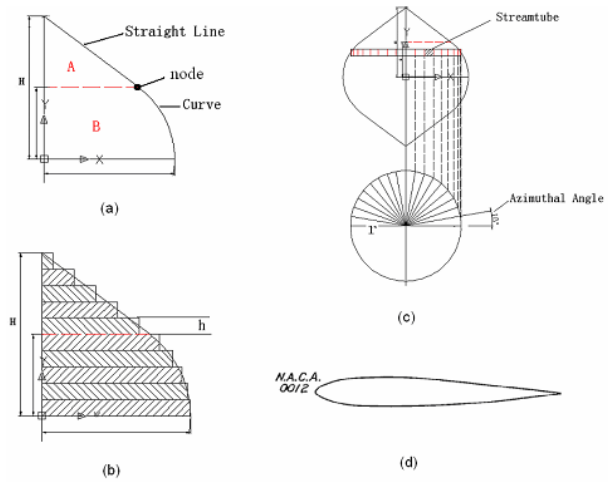 Straight Line
A
node
H
B
Curve
Y
X
(a)
Streamtube
Y
X
Azimuthal Angle
r
10°
(c)
H
h
(b)
N.A.C.A.
0012
(d)